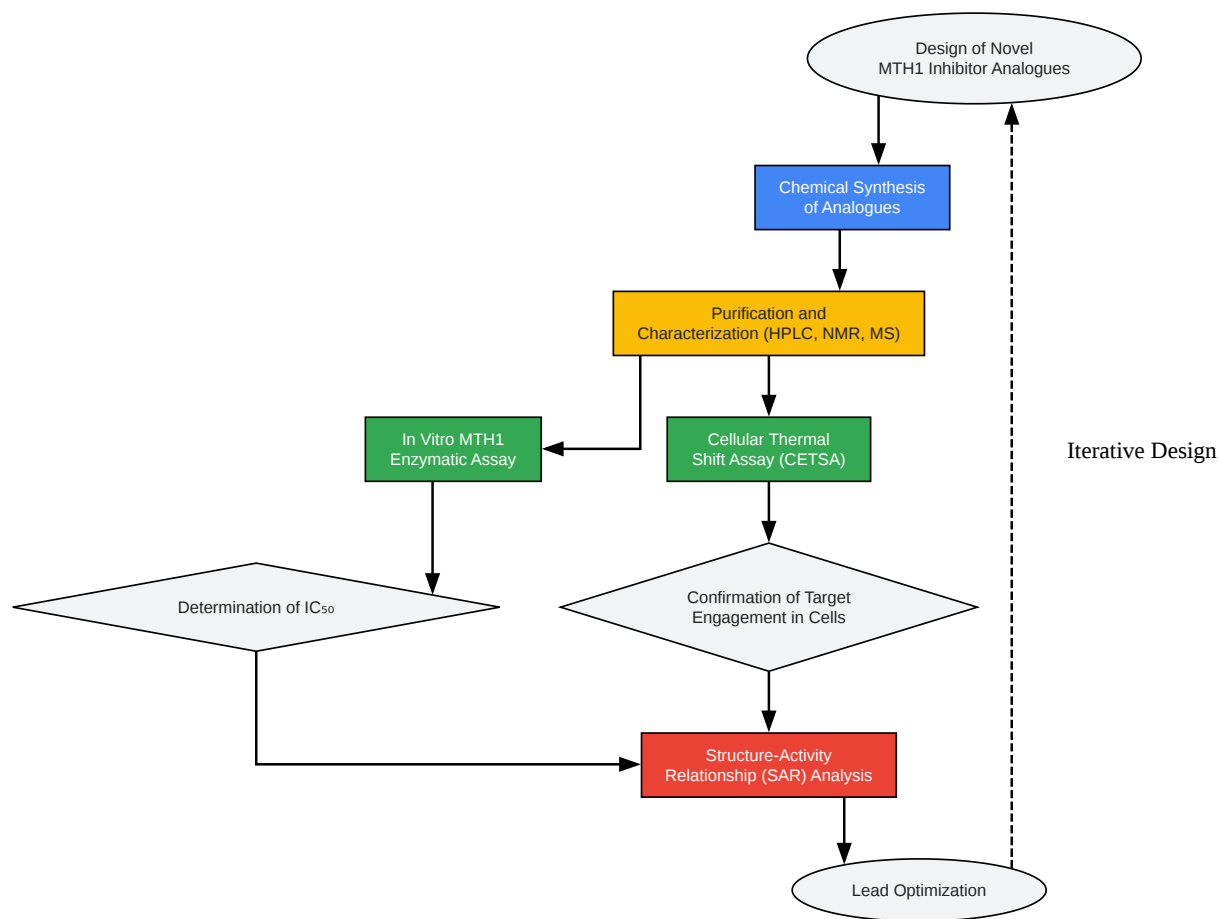 Design of Novel
MTH1 Inhibitor Analogues
Chemical Synthesis
of Analogues
Purification and
Characterization (HPLC, NMR, MS)
In Vitro MTH1
Enzymatic Assay
Cellular Thermal
Shift Assay (CETSA)
Iterative Design
Determination of IC₅₀
Confirmation of Target
Engagement in Cells
Structure-Activity
Relationship (SAR) Analysis
Lead Optimization